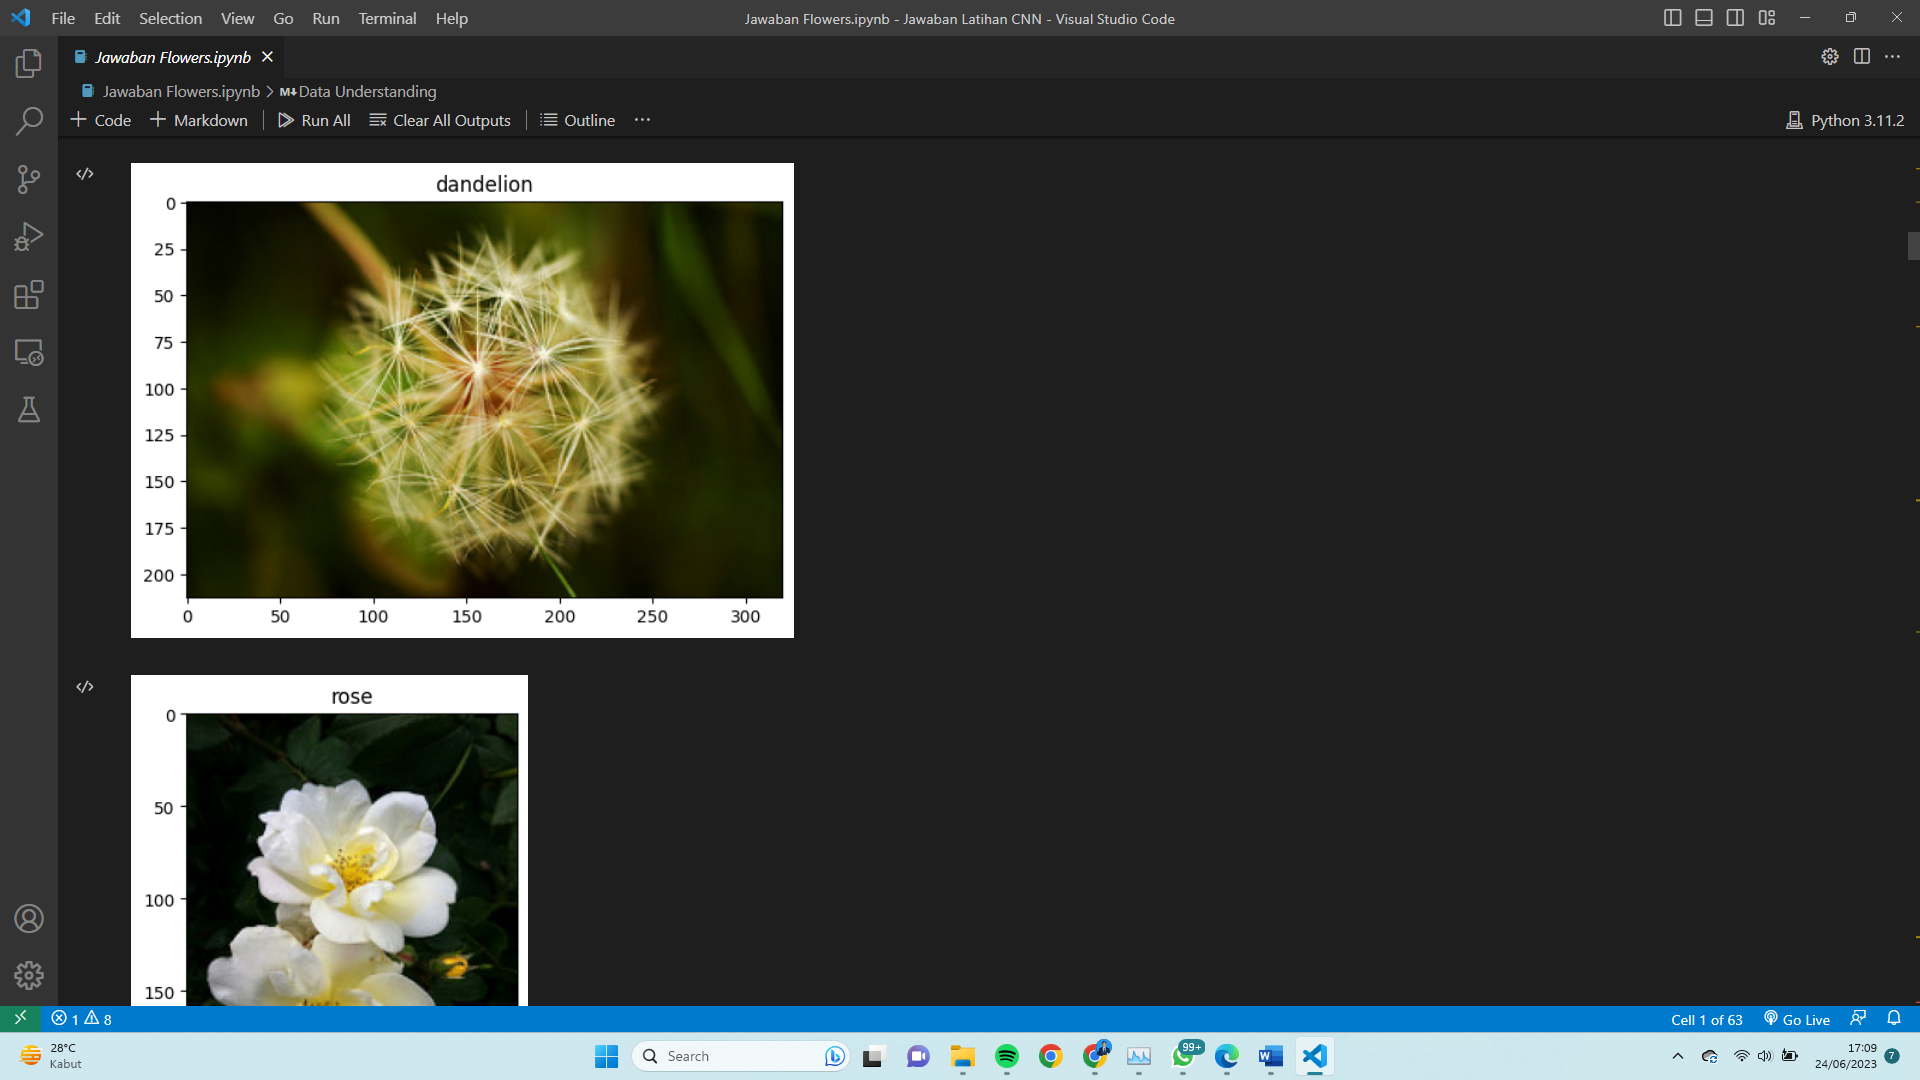 File Edit Selection View Go Run Terminal Help
Jawaban Flowers.ipynb - Jawaban Latihan CNN - Visual Studio Code
Jawaban Flowers.ipynb
Jawaban Flowers.ipynb > M↓Data Understanding
+ Code + Markdown Run All Clear All Outputs Outline ...
Python 3.11.2
dandelion
0
25
50
75
100
125
150
175
200
0 50 100 150 200 250 300
rose
0
50
100
150
1 8
Cell 1 of 63 Go Live
28°C
Kabut
Search
99+
17:09
24/06/2023
7